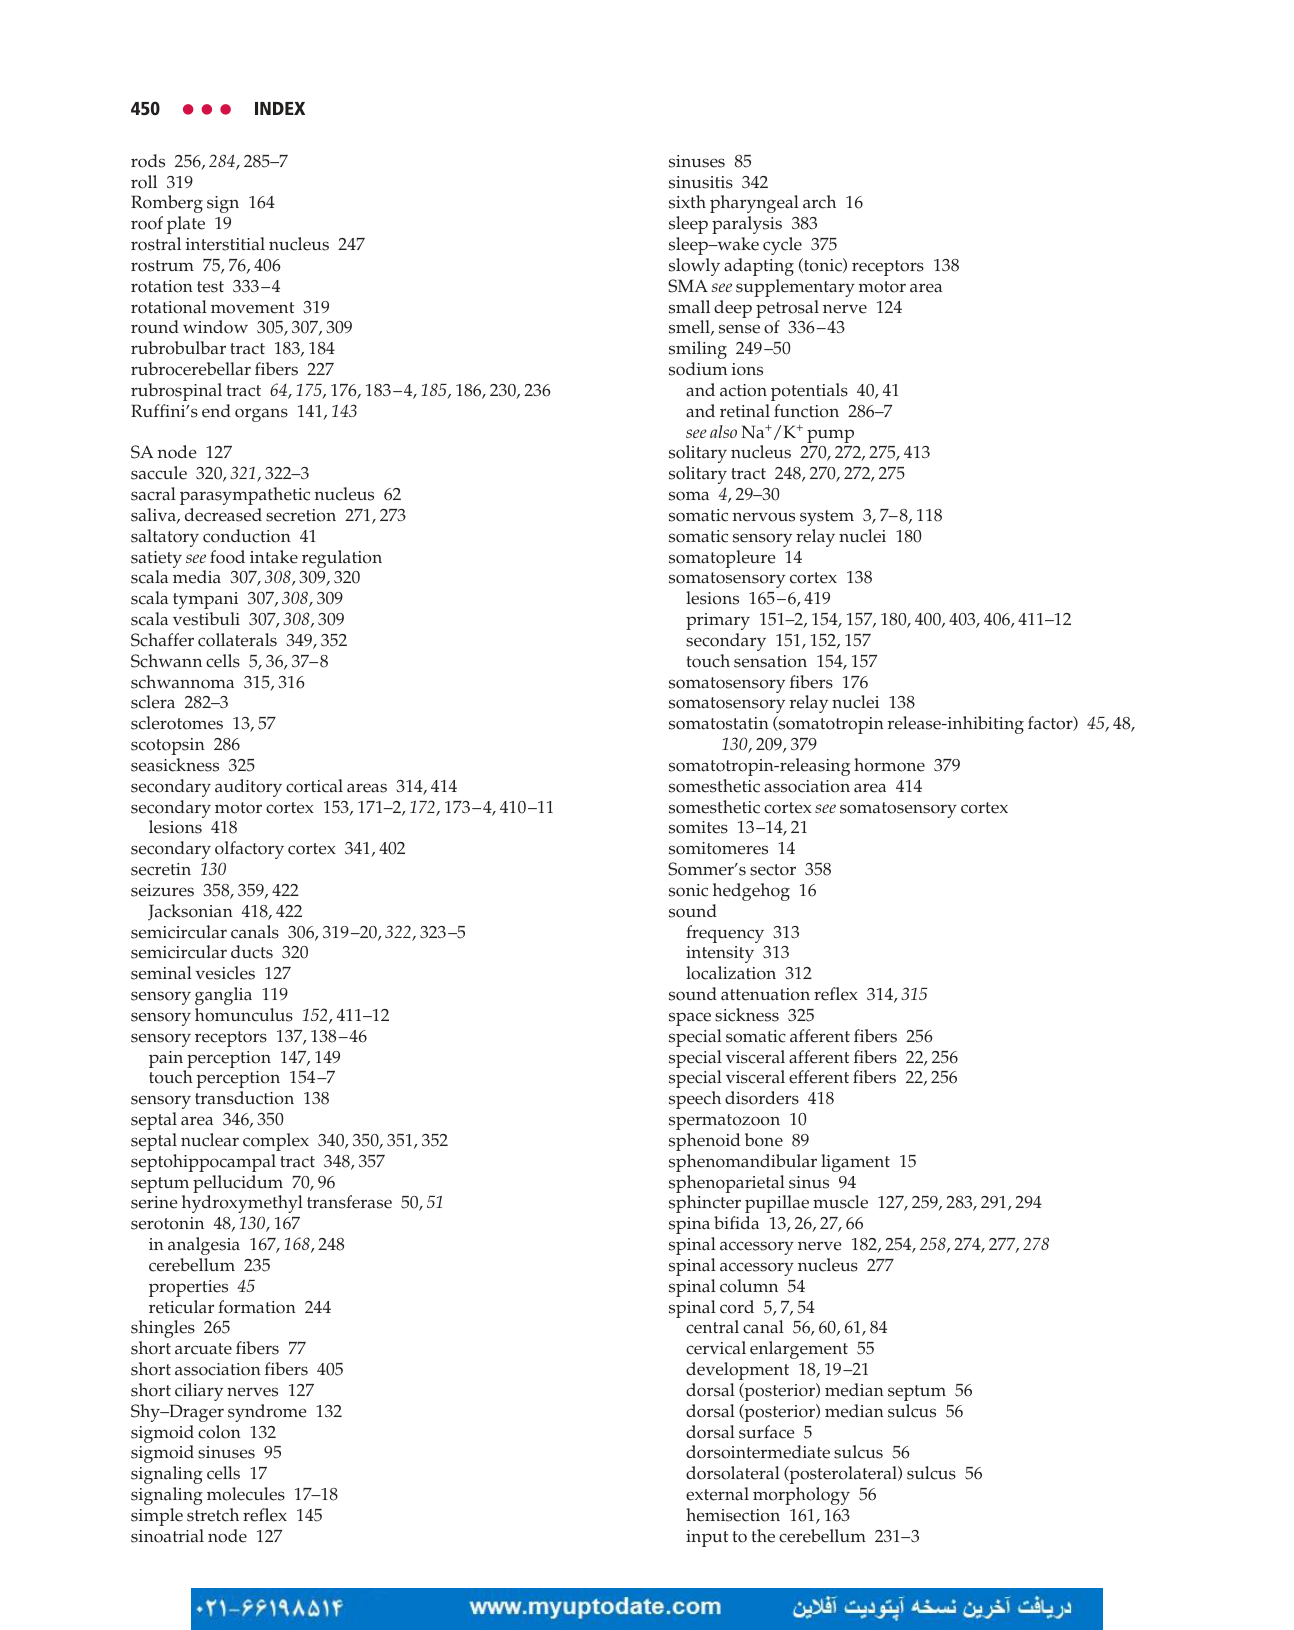 450 ● ● ● INDEX
rods 256, 284, 285–7
roll 319
Romberg sign 164
roof plate 19
rostral interstitial nucleus 247
rostrum 75, 76, 406
rotation test 333–4
rotational movement 319
round window 305, 307, 309
rubrobulbar tract 183, 184
rubrocerebellar fibers 227
rubrospinal tract 64, 175, 176, 183–4, 185, 186, 230, 236
Ruffini’s end organs 141, 143
SA node 127
saccule 320, 321, 322–3
sacral parasympathetic nucleus 62
saliva, decreased secretion 271, 273
saltatory conduction 41
satiety see food intake regulation
scala media 307, 308, 309, 320
scala tympani 307, 308, 309
scala vestibuli 307, 308, 309
Schaffer collaterals 349, 352
Schwann cells 5, 36, 37–8
schwannoma 315, 316
sclera 282–3
sclerotomes 13, 57
scotopsin 286
seasickness 325
secondary auditory cortical areas 314, 414
secondary motor cortex 153, 171–2, 172, 173–4, 410–11
lesions 418
secondary olfactory cortex 341, 402
secretin 130
seizures 358, 359, 422
Jacksonian 418, 422
semicircular canals 306, 319–20, 322, 323–5
semicircular ducts 320
seminal vesicles 127
sensory ganglia 119
sensory homunculus 152, 411–12
sensory receptors 137, 138–46
pain perception 147, 149
touch perception 154–7
sensory transduction 138
septal area 346, 350
septal nuclear complex 340, 350, 351, 352
septohippocampal tract 348, 357
septum pellucidum 70, 96
serine hydroxymethyl transferase 50, 51
serotonin 48, 130, 167
in analgesia 167, 168, 248
cerebellum 235
properties 45
reticular formation 244
shingles 265
short arcuate fibers 77
short association fibers 405
short ciliary nerves 127
Shy–Drager syndrome 132
sigmoid colon 132
sigmoid sinuses 95
signaling cells 17
signaling molecules 17–18
simple stretch reflex 145
sinoatrial node 127
sinuses 85
sinusitis 342
sixth pharyngeal arch 16
sleep paralysis 383
sleep–wake cycle 375
slowly adapting (tonic) receptors 138
SMA see supplementary motor area
small deep petrosal nerve 124
smell, sense of 336–43
smiling 249–50
sodium ions
and action potentials 40, 41
and retinal function 286–7
see also Na⁺/K⁺ pump
solitary nucleus 270, 272, 275, 413
solitary tract 248, 270, 272, 275
soma 4, 29–30
somatic nervous system 3, 7–8, 118
somatic sensory relay nuclei 180
somatopleure 14
somatosensory cortex 138
lesions 165–6, 419
primary 151–2, 154, 157, 180, 400, 403, 406, 411–12
secondary 151, 152, 157
touch sensation 154, 157
somatosensory fibers 176
somatosensory relay nuclei 138
somatostatin (somatotropin release-inhibiting factor) 45, 48,
130, 209, 379
somatotropin-releasing hormone 379
somesthetic association area 414
somesthetic cortex see somatosensory cortex
somites 13–14, 21
somitomeres 14
Sommer’s sector 358
sonic hedgehog 16
sound
frequency 313
intensity 313
localization 312
sound attenuation reflex 314, 315
space sickness 325
special somatic afferent fibers 256
special visceral afferent fibers 22, 256
special visceral efferent fibers 22, 256
speech disorders 418
spermatozoon 10
sphenoid bone 89
sphenomandibular ligament 15
sphenoparietal sinus 94
sphincter pupillae muscle 127, 259, 283, 291, 294
spina bifida 13, 26, 27, 66
spinal accessory nerve 182, 254, 258, 274, 277, 278
spinal accessory nucleus 277
spinal column 54
spinal cord 5, 7, 54
central canal 56, 60, 61, 84
cervical enlargement 55
development 18, 19–21
dorsal (posterior) median septum 56
dorsal (posterior) median sulcus 56
dorsal surface 5
dorsointermediate sulcus 56
dorsolateral (posterolateral) sulcus 56
external morphology 56
hemisection 161, 163
input to the cerebellum 231–3
۰۲۱-۶۶۱۹۸۵۱۴ www.myuptodate.com دریافت آخرین نسخه آپتودیت آفلاین